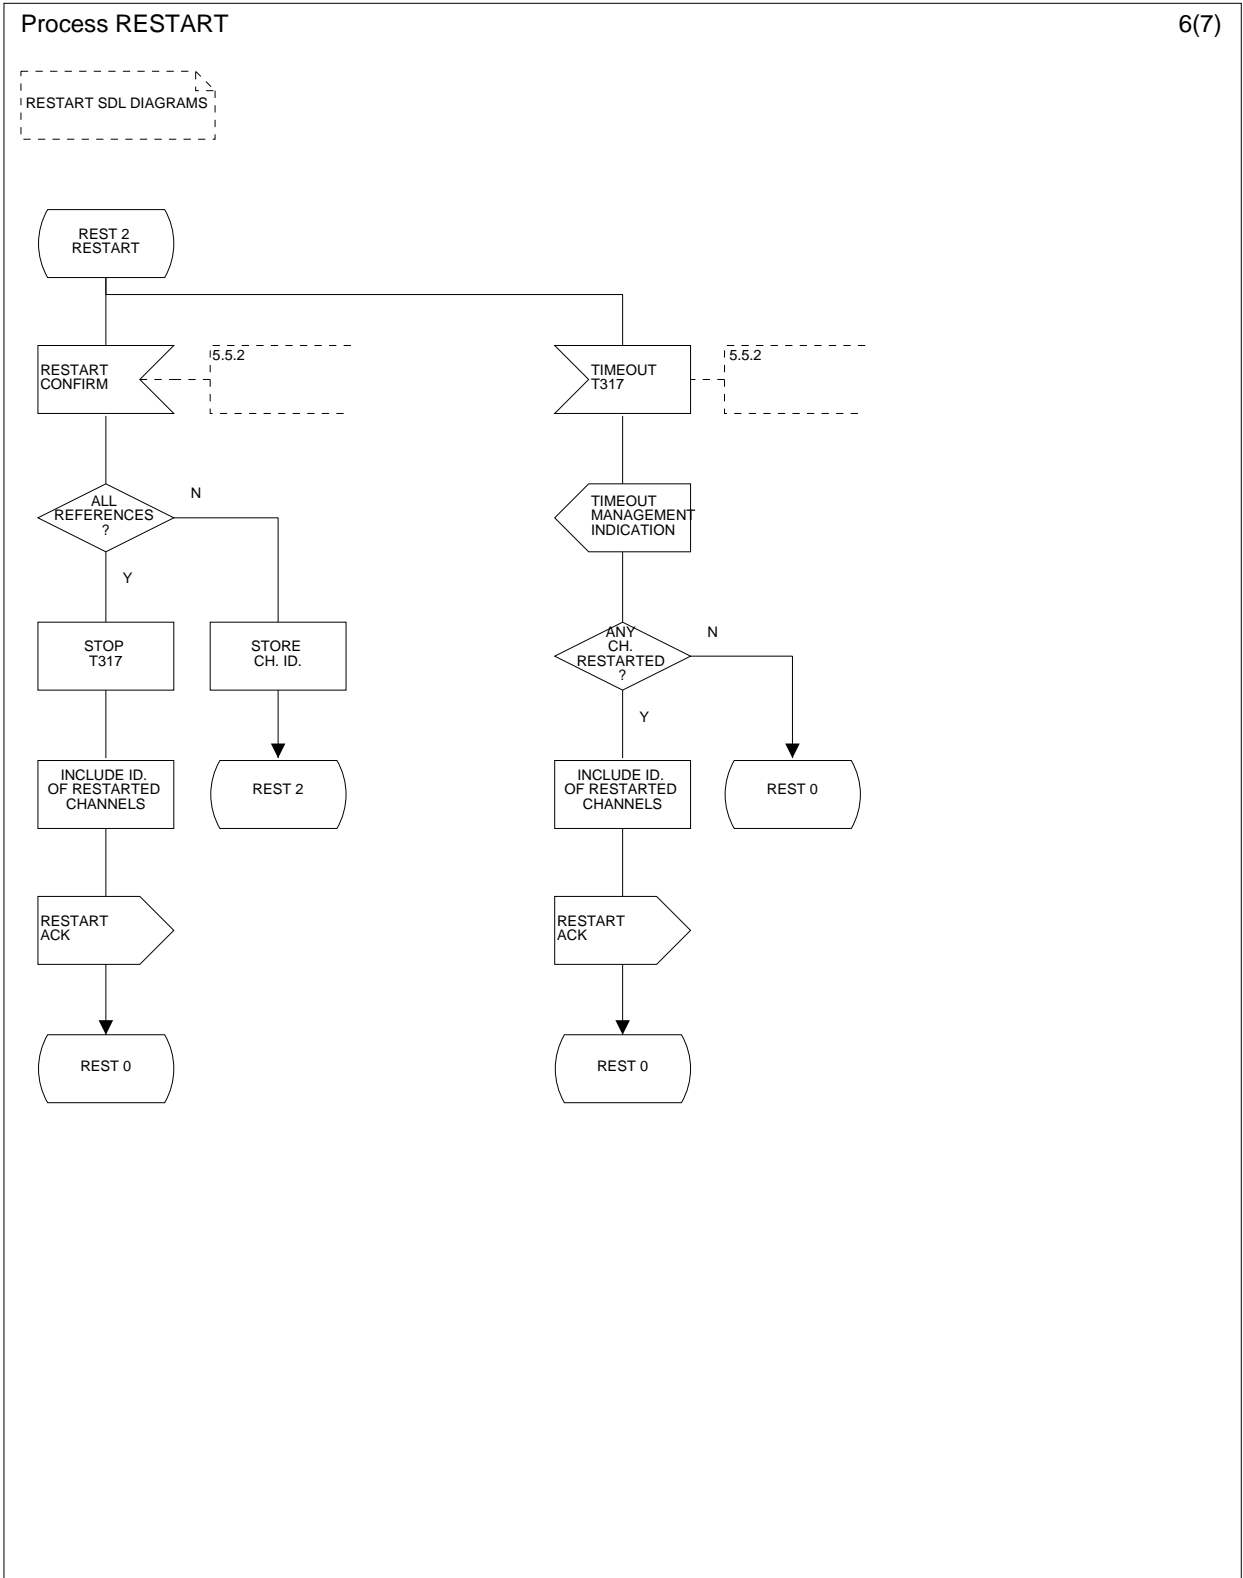 Process RESTART
6(7)
RESTART SDL DIAGRAMS
REST 2
RESTART
RESTART
CONFIRM
5.5.2
TIMEOUT
T317
5.5.2
ALL
REFERENCES
?
N
Y
TIMEOUT
MANAGEMENT
INDICATION
STOP
T317
STORE
CH. ID.
ANY
CH.
RESTARTED
?
N
Y
INCLUDE ID.
OF RESTARTED
CHANNELS
REST 2
INCLUDE ID.
OF RESTARTED
CHANNELS
REST 0
RESTART
ACK
RESTART
ACK
REST 0
REST 0